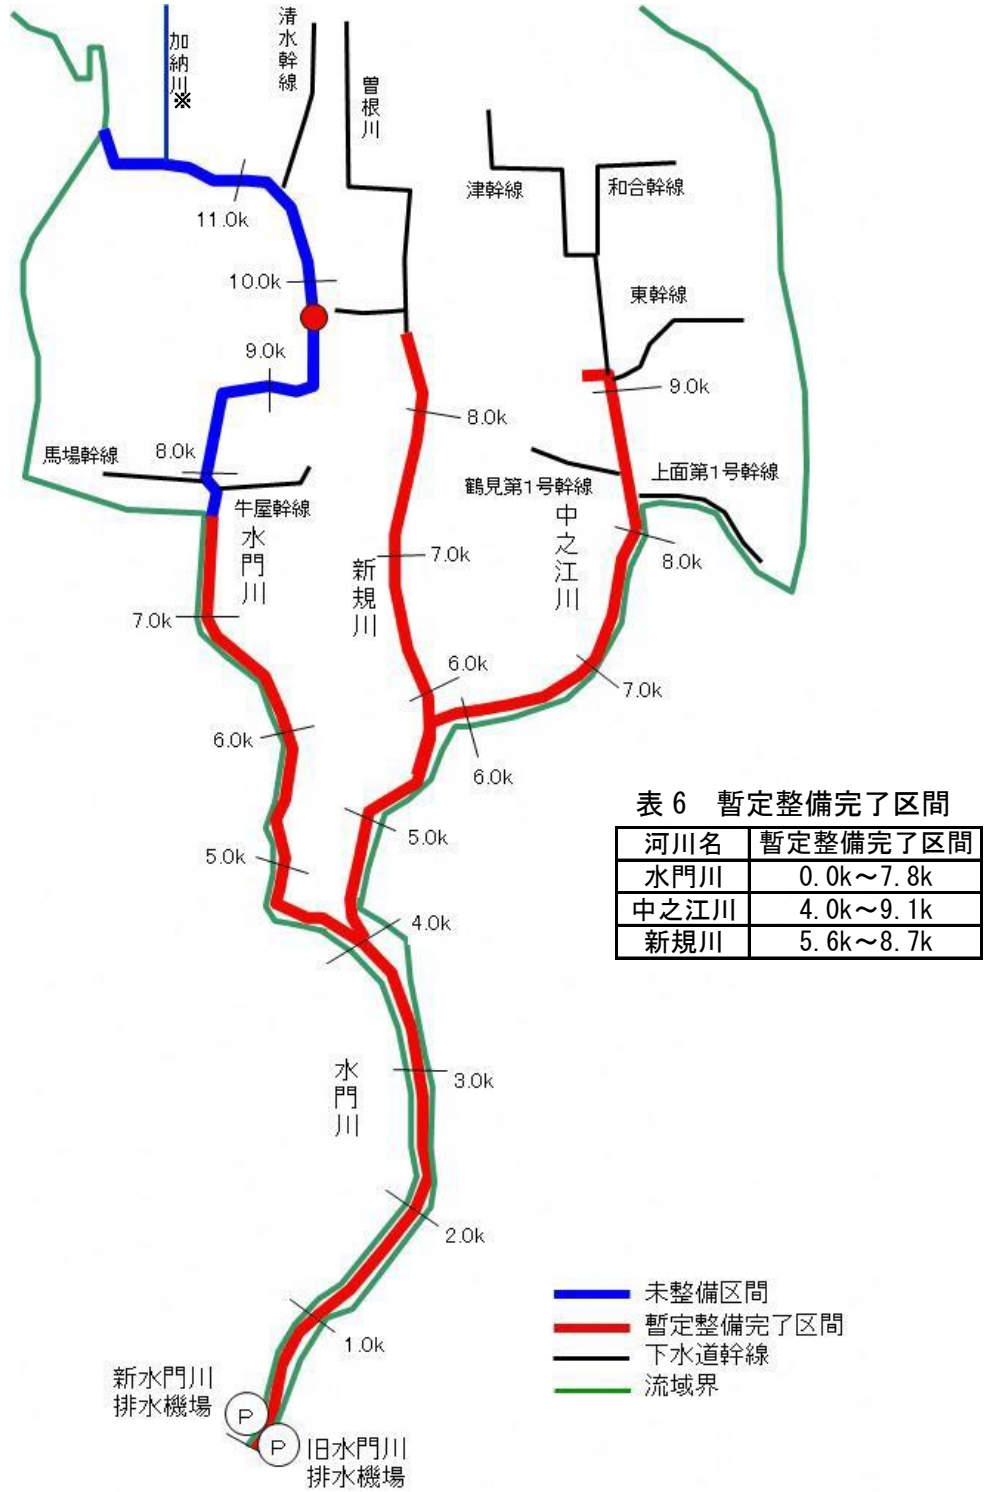 加納川※
清水幹線
曽根川
津幹線
和合幹線
11.0k
10.0k
東幹線
9.0k
9.0k
8.0k
馬場幹線
8.0k
鶴見第1号幹線
上面第1号幹線
牛屋幹線
水門川
新規川
中之江川
7.0k
8.0k
7.0k
6.0k
7.0k
6.0k
6.0k
表6 暫定整備完了区間
河川名 暫定整備完了区間
水門川 0.0k～7.8k
中之江川 4.0k～9.1k
新規川 5.6k～8.7k
5.0k
5.0k
4.0k
水門川
3.0k
2.0k
未整備区間
暫定整備完了区間
下水道幹線
流域界
1.0k
新水門川
排水機場
P
P
旧水門川
排水機場